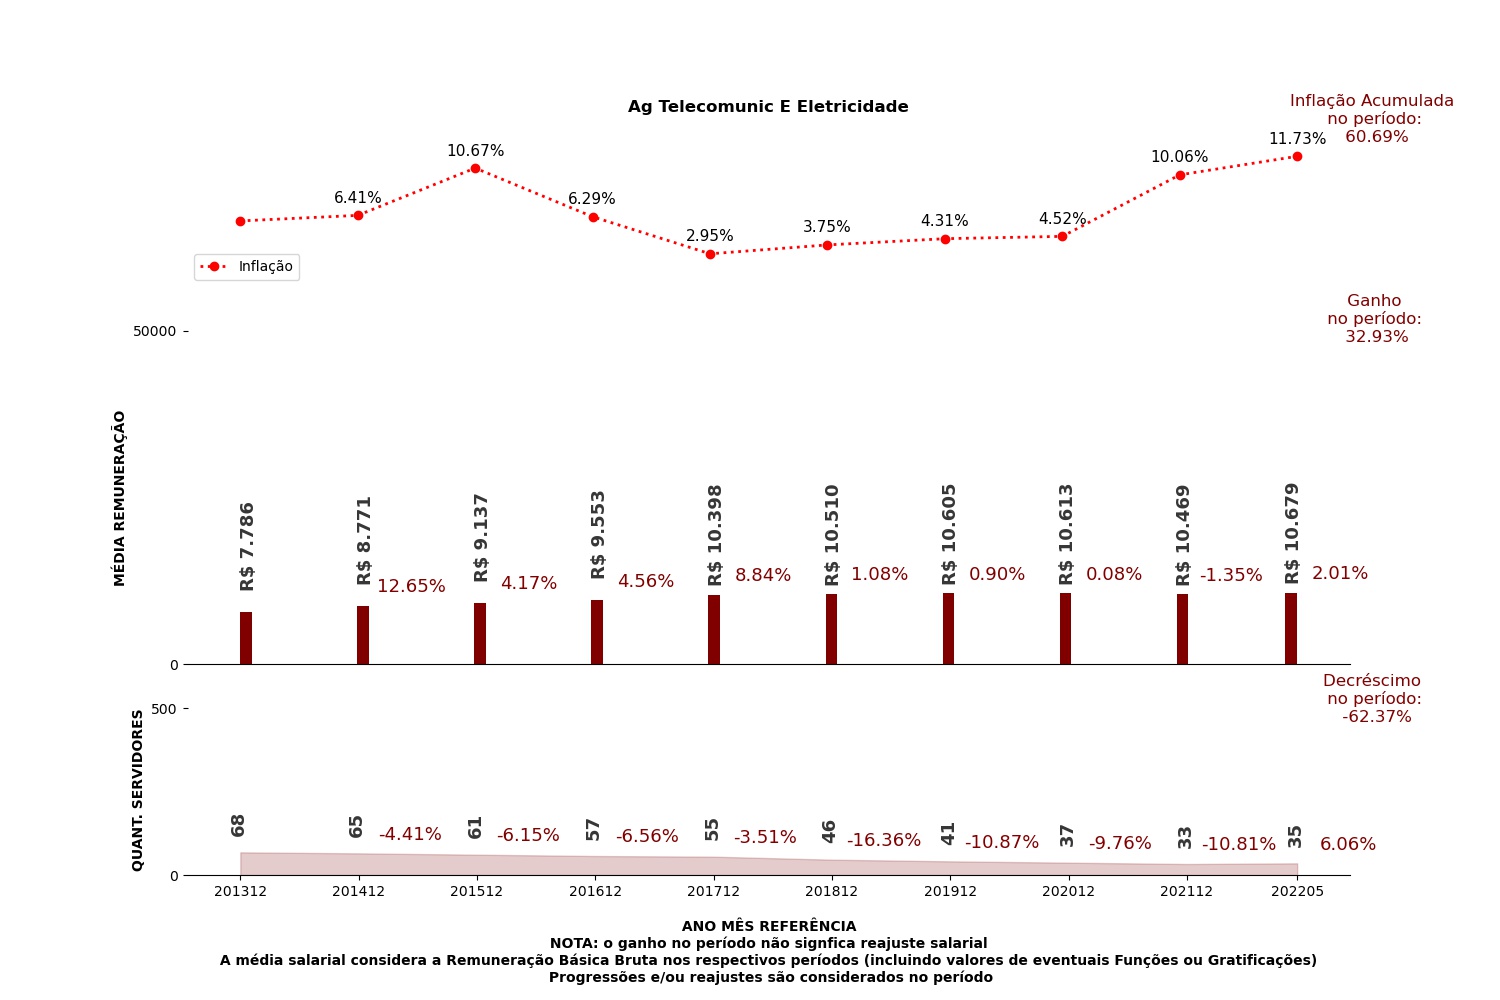 Ag Telecomunic E Eletricidade
Inflação Acumulada
no período:
60.69%
6.41%
10.67%
6.29%
2.95%
3.75%
4.31%
4.52%
10.06%
11.73%
Inflação
Ganho
no período:
32.93%
50000
0
MÉDIA REMUNERAÇÃO
R$ 7.786
R$ 8.771
R$ 9.137
R$ 9.553
R$ 10.398
R$ 10.510
R$ 10.605
R$ 10.613
R$ 10.469
R$ 10.679
12.65%
4.17%
4.56%
8.84%
1.08%
0.90%
0.08%
-1.35%
2.01%
Decréscimo
no período:
-62.37%
500
0
QUANT. SERVIDORES
68
65
61
57
55
46
41
37
33
35
-4.41%
-6.15%
-6.56%
-3.51%
-16.36%
-10.87%
-9.76%
-10.81%
6.06%
201312
201412
201512
201612
201712
201812
201912
202012
202112
202205
ANO MÊS REFERÊNCIA
NOTA: o ganho no período não signfica reajuste salarial
A média salarial considera a Remuneração Básica Bruta nos respectivos períodos (incluindo valores de eventuais Funções ou Gratificações)
Progressões e/ou reajustes são considerados no período